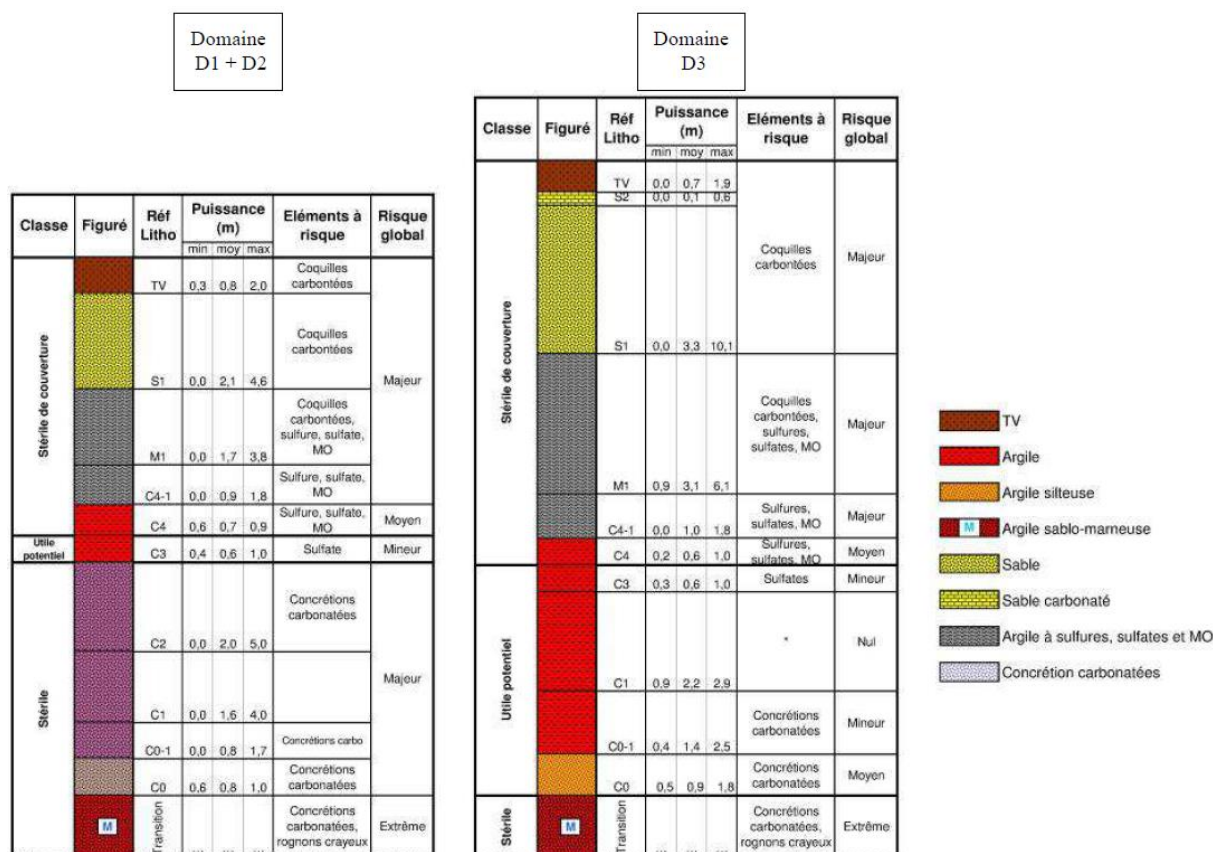 Domaine
D1 + D2
Domaine
D3
Classe Figuré Réf Litho Puissance (m) Eléments à risque Risque global
min moy max
Stérile de couverture
TV 0,3 0,8 2,0 Coquilles carbontées
S1 0,0 2,1 4,6 Coquilles carbontées
Majeur
M1 0,0 1,7 3,8 Coquilles carbontées, sulfure, sulfate, MO
C4-1 0,0 0,9 1,8 Sulfure, sulfate, MO
C4 0,6 0,7 0,9 Sulfure, sulfate, MO Moyen
Utile potentiel
C3 0,4 0,6 1,0 Sulfate Mineur
Stérile
C2 0,0 2,0 5,0 Concrétions carbonatées
Majeur
C1 0,0 1,6 4,0
C0-1 0,0 0,8 1,7 Concrétions carbo
C0 0,6 0,8 1,0 Concrétions carbonatées
M Transition Concrétions carbonatées, rognons crayeux Extrême
Classe Figuré Réf Litho Puissance (m) Eléments à risque Risque global
min moy max
Stérile de couverture
TV 0,0 0,7 1,9
S2 0,0 0,1 0,6
Coquilles carbontées Majeur
S1 0,0 3,3 10,1
M1 0,9 3,1 6,1 Coquilles carbontées, sulfures, sulfates, MO Majeur
C4-1 0,0 1,0 1,8 Sulfures, sulfates, MO Majeur
C4 0,2 0,6 1,0 Sulfures, sulfates, MO Moyen
Utile potentiel
C3 0,3 0,6 1,0 Sulfates Mineur
C1 0,9 2,2 2,9 * Nul
C0-1 0,4 1,4 2,5 Concrétions carbonatées Mineur
C0 0,5 0,9 1,8 Concrétions carbonatées Moyen
Stérile
M Transition Concrétions carbonatées, rognons crayeux Extrême
TV
Argile
Argile silteuse
M Argile sablo-marneuse
Sable
Sable carbonaté
Argile à sulfures, sulfates et MO
Concrétion carbonatées